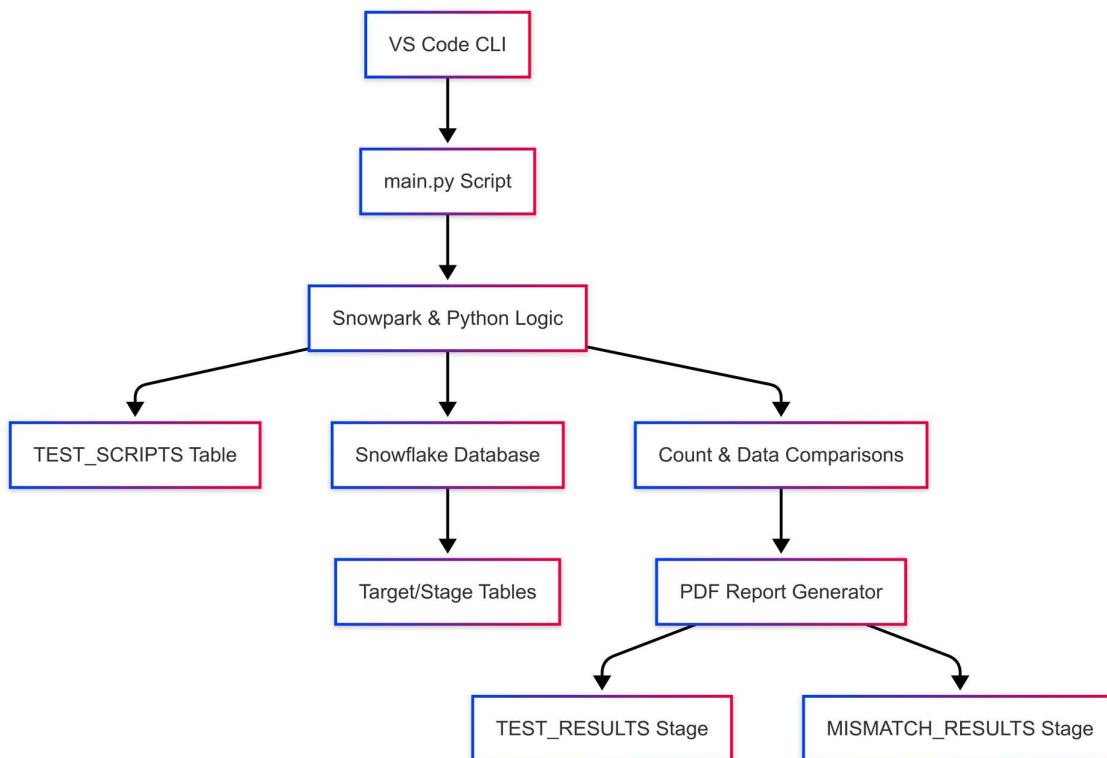 VS Code CLI
main.py Script
Snowpark & Python Logic
TEST_SCRIPTS Table
Snowflake Database
Count & Data Comparisons
Target/Stage Tables
PDF Report Generator
TEST_RESULTS Stage
MISMATCH_RESULTS Stage